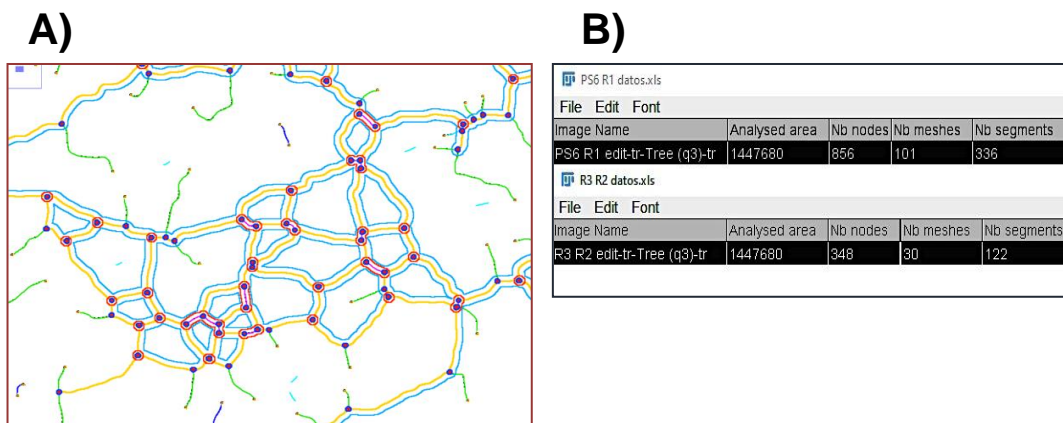 A)
B)
PS6 R1 datos.xls
File Edit Font
Image Name Analysed area Nb nodes Nb meshes Nb segments
PS6 R1 edit-tr-Tree (q3)-tr 1447680 856 101 336
R3 R2 datos.xls
File Edit Font
Image Name Analysed area Nb nodes Nb meshes Nb segments
R3 R2 edit-tr-Tree (q3)-tr 1447680 348 30 122